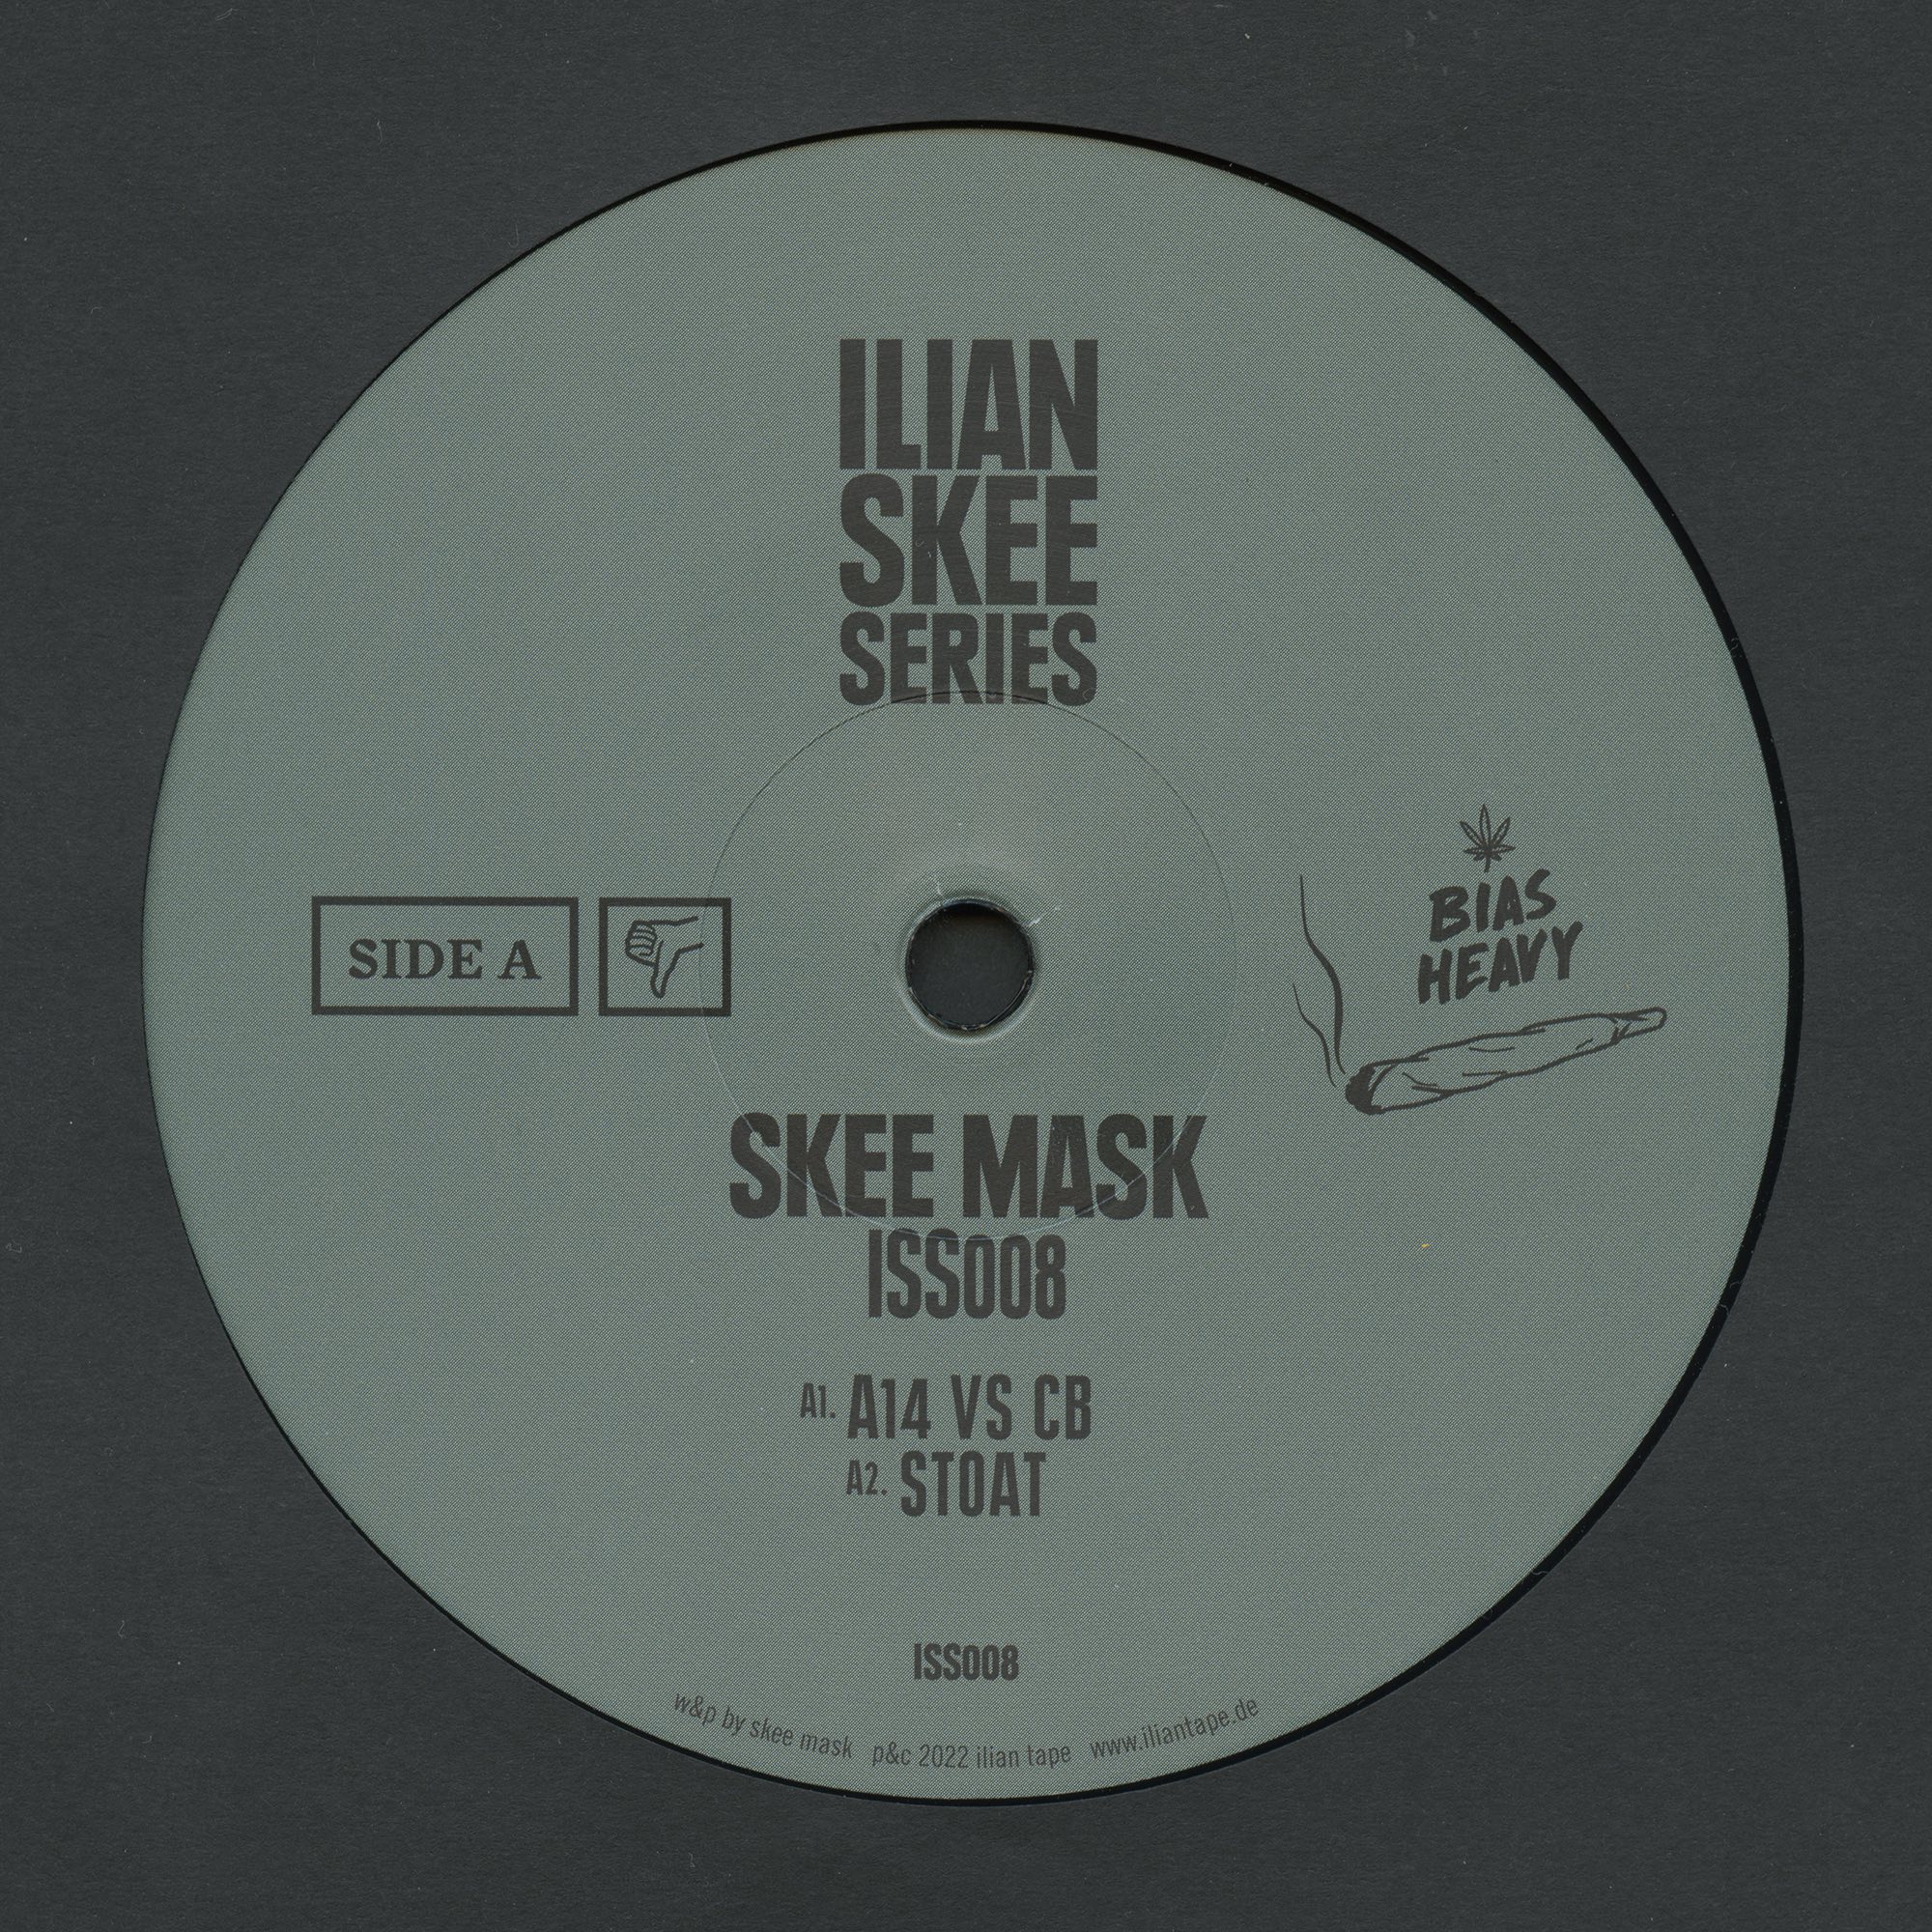 ILIAN
SKEE
SERIES
SIDE A
BIAS
HEAVY
SKEE MASK
ISS008
A1. A14 VS CB
A2. STOAT
ISS008
w&p by skee mask p&c 2022 ilian tape www.iliantape.de